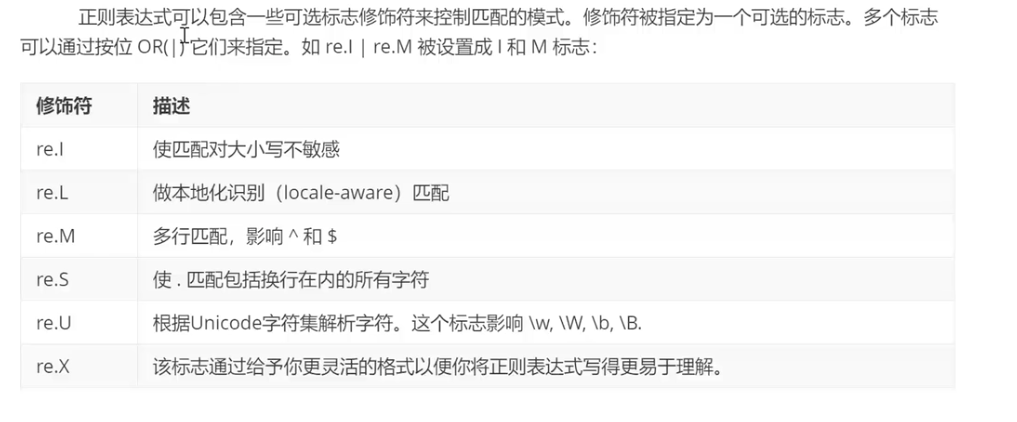 正则表达式可以包含一些可选标志修饰符来控制匹配的模式。修饰符被指定为一个可选的标志。多个标志
可以通过按位 OR(|) 它们来指定。如 re.I | re.M 被设置成 I 和 M 标志：
修饰符 描述
re.I 使匹配对大小写不敏感
re.L 做本地化识别（locale-aware）匹配
re.M 多行匹配，影响 ^ 和 $
re.S 使 . 匹配包括换行在内的所有字符
re.U 根据Unicode字符集解析字符。这个标志影响 \w, \W, \b, \B.
re.X 该标志通过给予你更灵活的格式以便你将正则表达式写得更易于理解。